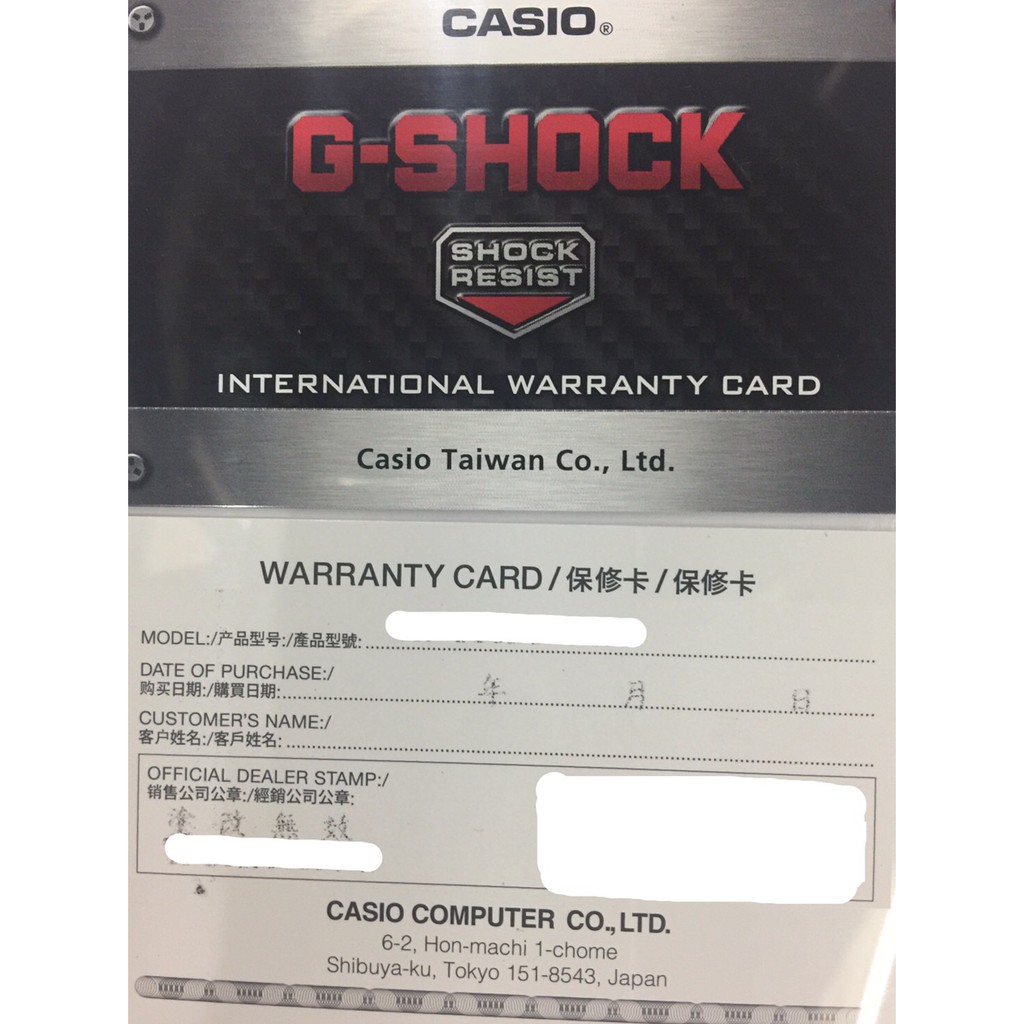 CASIO®
G-SHOCK
SHOCK
RESIST
INTERNATIONAL WARRANTY CARD
Casio Taiwan Co., Ltd.
WARRANTY CARD/保修卡/保修卡
MODEL:/产品型号:/產品型號:
DATE OF PURCHASE:/
购买日期:/購買日期: 年 月 日
CUSTOMER'S NAME:/
客户姓名:/客戶姓名:
OFFICIAL DEALER STAMP:/
销售公司公章:/經銷公司公章:
塗改無效
CASIO COMPUTER CO.,LTD.
6-2, Hon-machi 1-chome
Shibuya-ku, Tokyo 151-8543, Japan